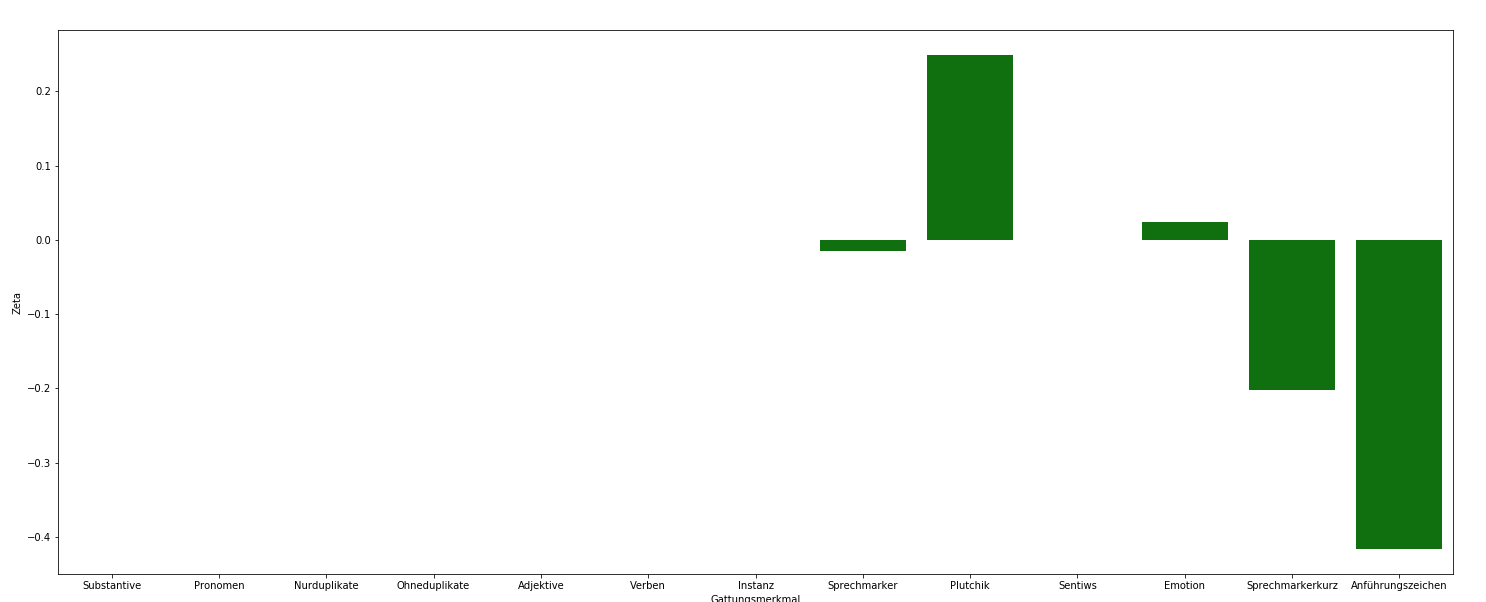 0.2
0.1
0.0
−0.1
−0.2
−0.3
−0.4
Zeta
Substantive Pronomen Nurduplikate Ohneduplikate Adjektive Verben Instanz Sprechmarker Plutchik Sentiws Emotion Sprechmarkerkurz Anführungszeichen
Gattungsmerkmal